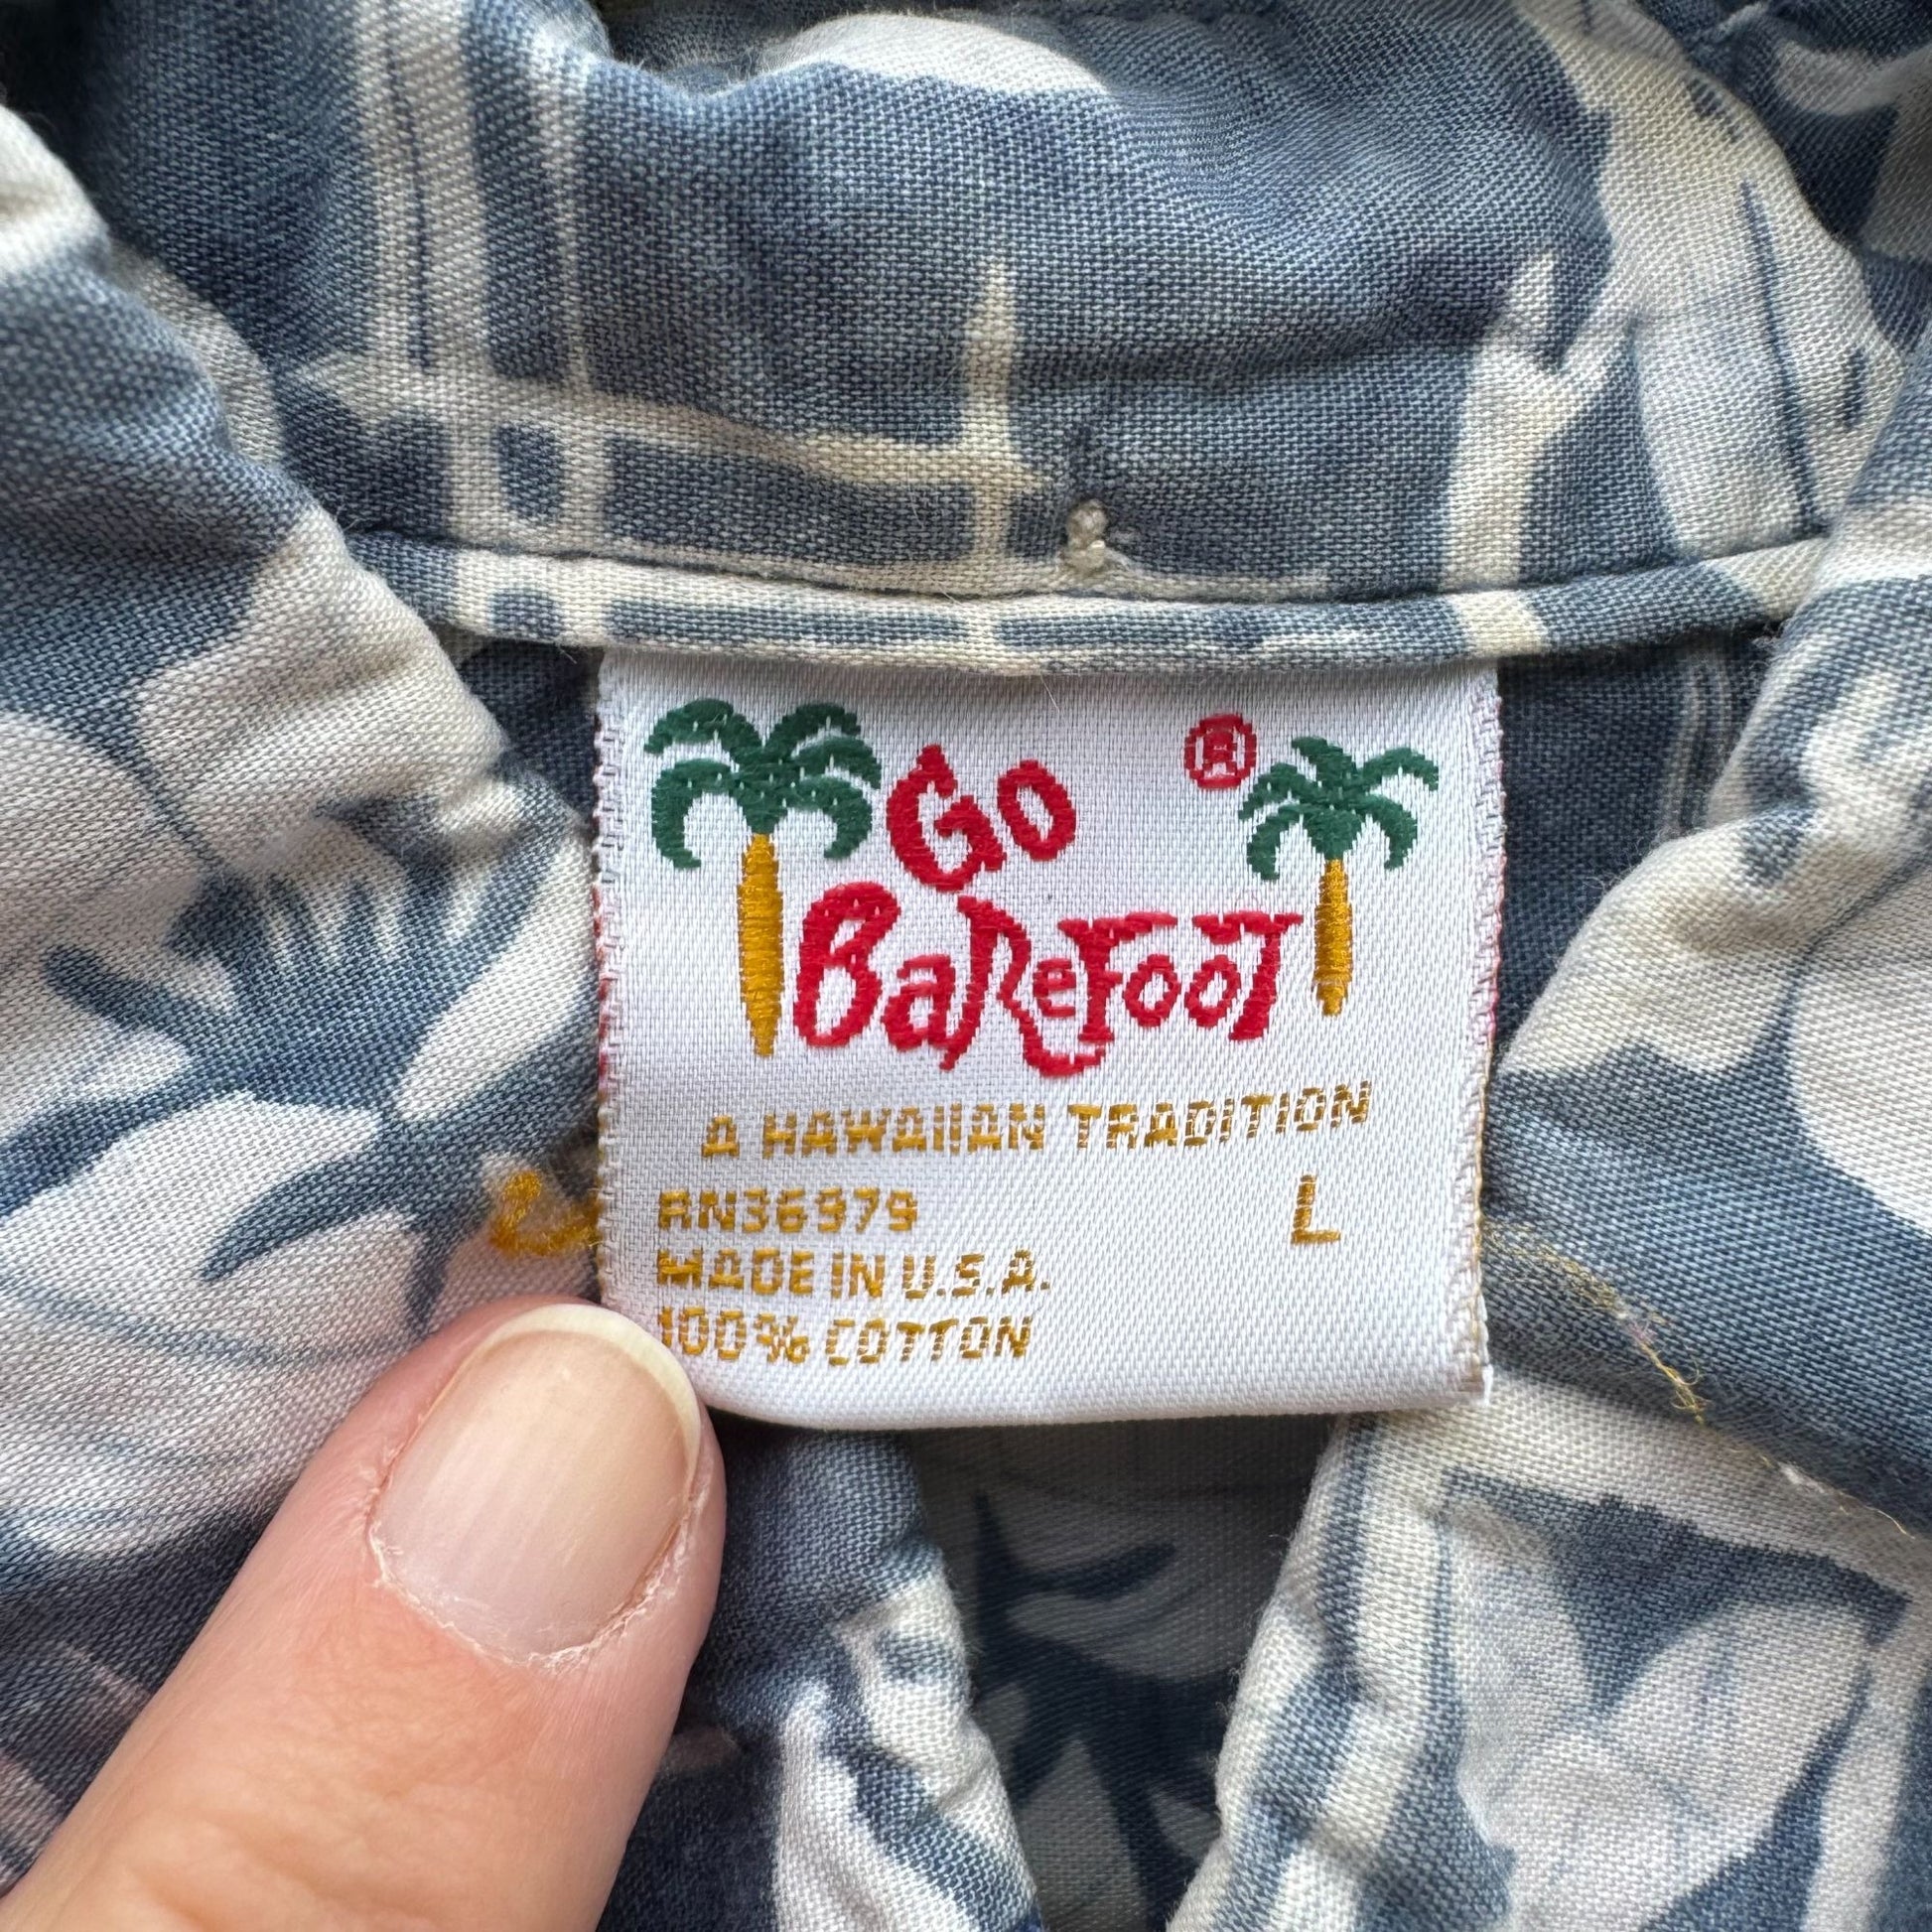 Go ®
BaReFooT
A HAWAIIAN TRADITION
RN36979 L
MADE IN U.S.A.
100% COTTON